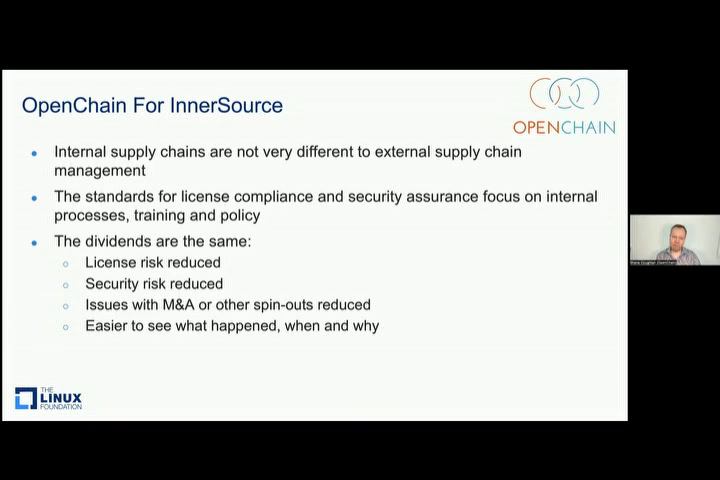 OpenChain For InnerSource
OPENCHAIN
• Internal supply chains are not very different to external supply chain
management
• The standards for license compliance and security assurance focus on internal
processes, training and policy
• The dividends are the same:
○ License risk reduced
○ Security risk reduced
○ Issues with M&A or other spin-outs reduced
○ Easier to see what happened, when and why
THE
LINUX
FOUNDATION